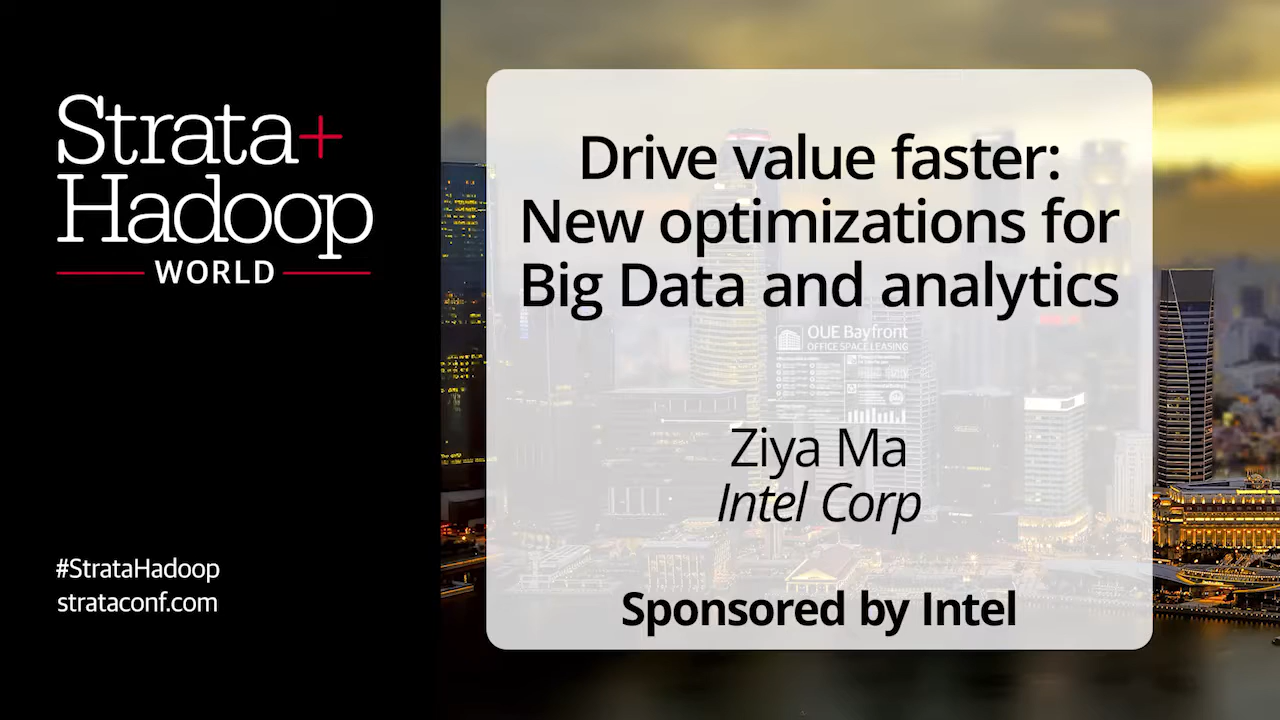 Strata+
Hadoop
WORLD
#StrataHadoop
strataconf.com
Drive value faster:
New optimizations for
Big Data and analytics
OUE Bayfront
OFFICE SPACE LEASING
Ziya Ma
Intel Corp
Sponsored by Intel